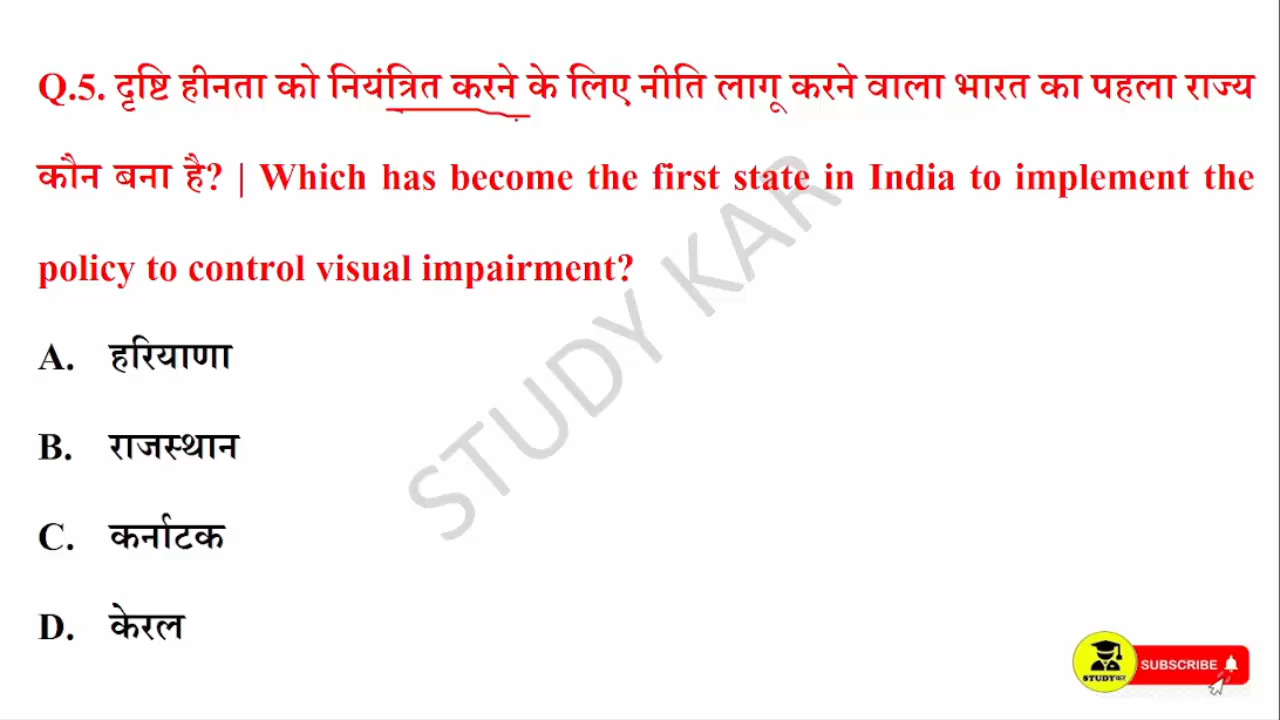 Q.5. दृष्टि हीनता को नियंत्रित करने के लिए नीति लागू करने वाला भारत का पहला राज्य
कौन बना है? | Which has become the first state in India to implement the
policy to control visual impairment?
A. हरियाणा
B. राजस्थान
C. कर्नाटक
D. केरल
STUDY KAR
STUDYकर
SUBSCRIBE